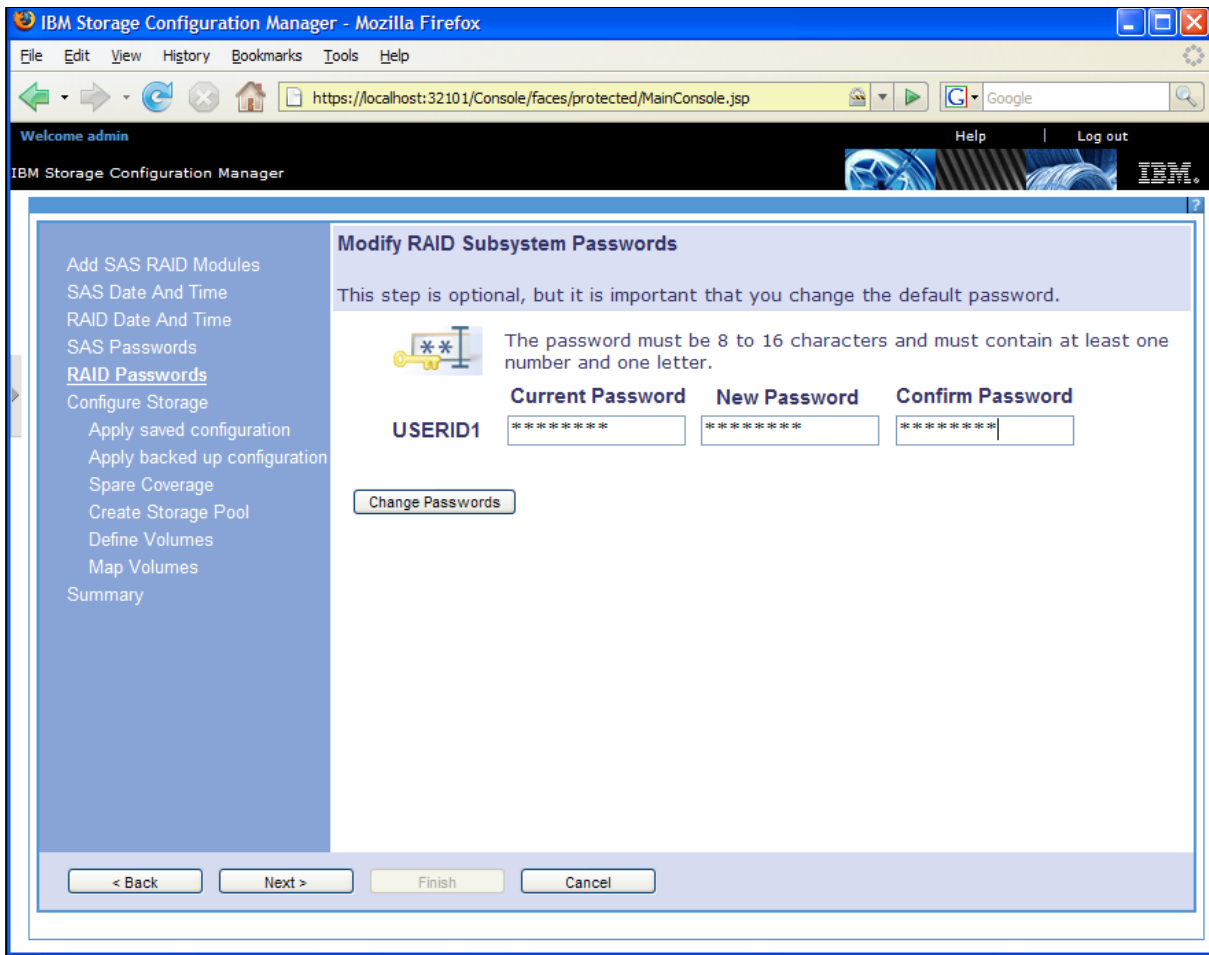 IBM Storage Configuration Manager - Mozilla Firefox
File Edit View History Bookmarks Tools Help
https://localhost:32101/Console/faces/protected/MainConsole.jsp
G Google
Welcome admin
Help | Log out
IBM Storage Configuration Manager
IBM.
?
Add SAS RAID Modules
SAS Date And Time
RAID Date And Time
SAS Passwords
RAID Passwords
Configure Storage
Apply saved configuration
Apply backed up configuration
Spare Coverage
Create Storage Pool
Define Volumes
Map Volumes
Summary
Modify RAID Subsystem Passwords
This step is optional, but it is important that you change the default password.
**
The password must be 8 to 16 characters and must contain at least one
number and one letter.
Current Password New Password Confirm Password
USERID1 ******** ******** ********
Change Passwords
< Back Next > Finish Cancel